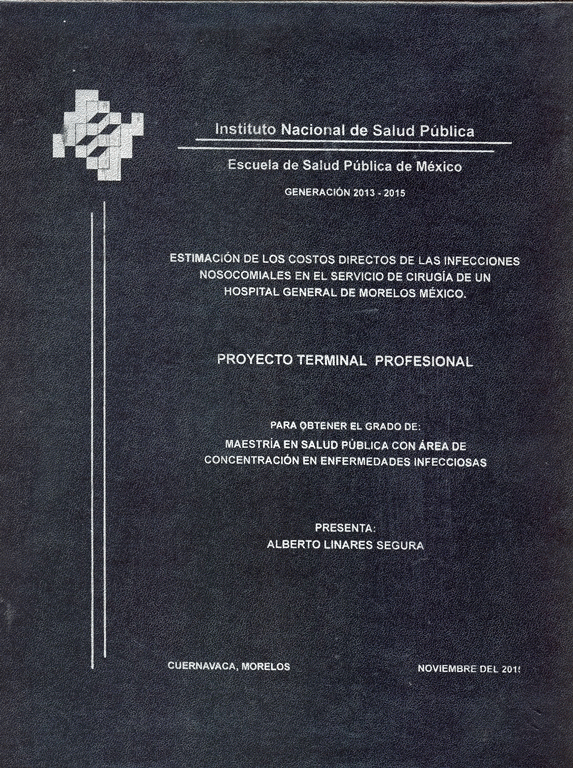 Instituto Nacional de Salud Pública
Escuela de Salud Pública de México
GENERACIÓN 2013 - 2015
ESTIMACIÓN DE LOS COSTOS DIRECTOS DE LAS INFECCIONES
NOSOCOMIALES EN EL SERVICIO DE CIRUGÍA DE UN
HOSPITAL GENERAL DE MORELOS MÉXICO.
PROYECTO TERMINAL PROFESIONAL
PARA OBTENER EL GRADO DE:
MAESTRÍA EN SALUD PÚBLICA CON ÁREA DE
CONCENTRACIÓN EN ENFERMEDADES INFECCIOSAS
PRESENTA:
ALBERTO LINARES SEGURA
CUERNAVACA, MORELOS
NOVIEMBRE DEL 2015